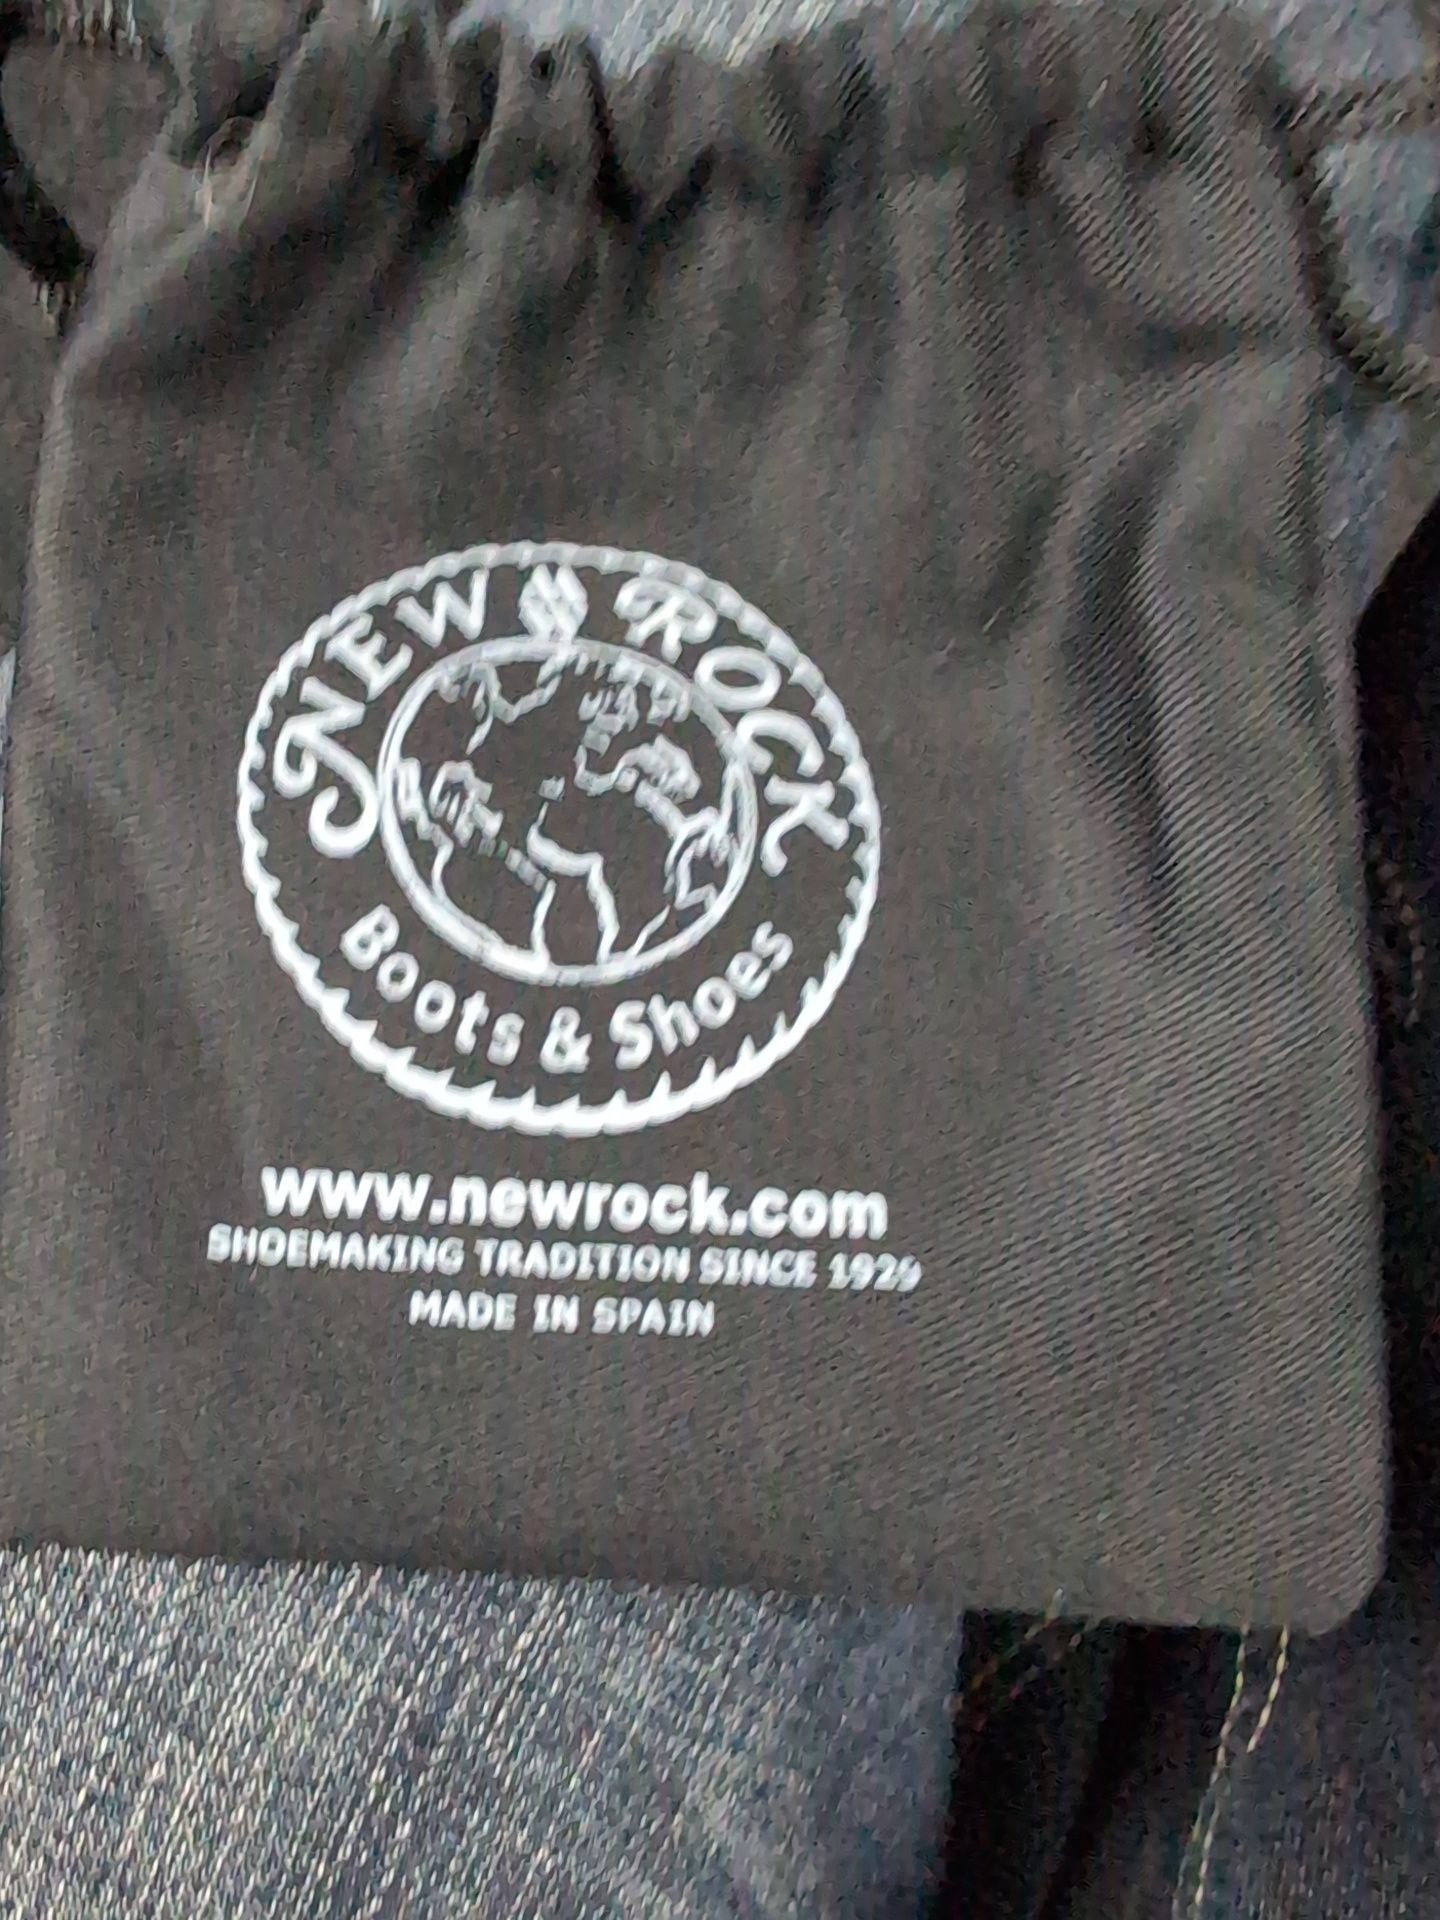 NEW ROCK
Boots & Shoes
www.newrock.com
SHOEMAKING TRADITION SINCE 1929
MADE IN SPAIN